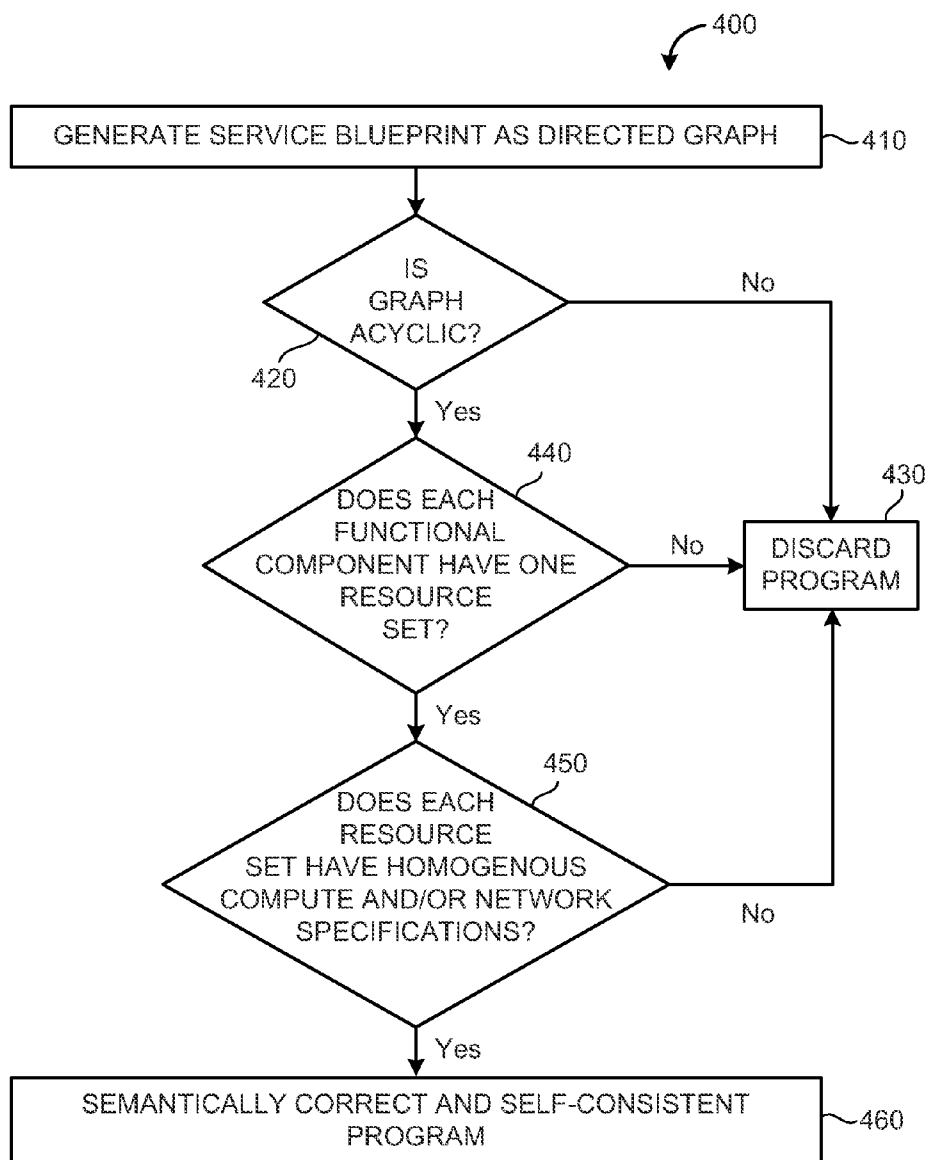 400
GENERATE SERVICE BLUEPRINT AS DIRECTED GRAPH
410
IS
GRAPH
ACYCLIC?
No
420
Yes
440
DOES EACH
FUNCTIONAL
COMPONENT HAVE ONE
RESOURCE
SET?
No
430
DISCARD
PROGRAM
Yes
450
DOES EACH
RESOURCE
SET HAVE HOMOGENOUS
COMPUTE AND/OR NETWORK
SPECIFICATIONS?
No
Yes
SEMANTICALLY CORRECT AND SELF-CONSISTENT
PROGRAM
460